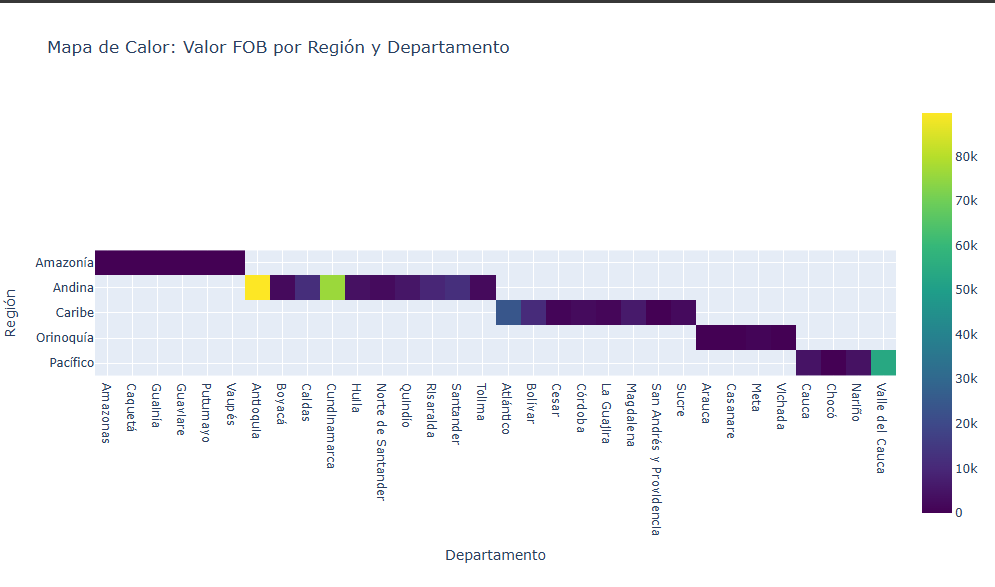 Mapa de Calor: Valor FOB por Región y Departamento
80k
70k
60k
50k
40k
30k
20k
10k
0
Región
Amazonía
Andina
Caribe
Orinoquía
Pacífico
Amazonas
Caquetá
Guainía
Guaviare
Putumayo
Vaupés
Antioquia
Boyacá
Caldas
Cundinamarca
Huila
Norte de Santander
Quindio
Risaralda
Santander
Tolima
Atlántico
Bolívar
Cesar
Córdoba
La Guajira
Magdalena
San Andrés y Providencia
Sucre
Arauca
Casanare
Meta
Vichada
Cauca
Chocó
Nariño
Valle del Cauca
Departamento